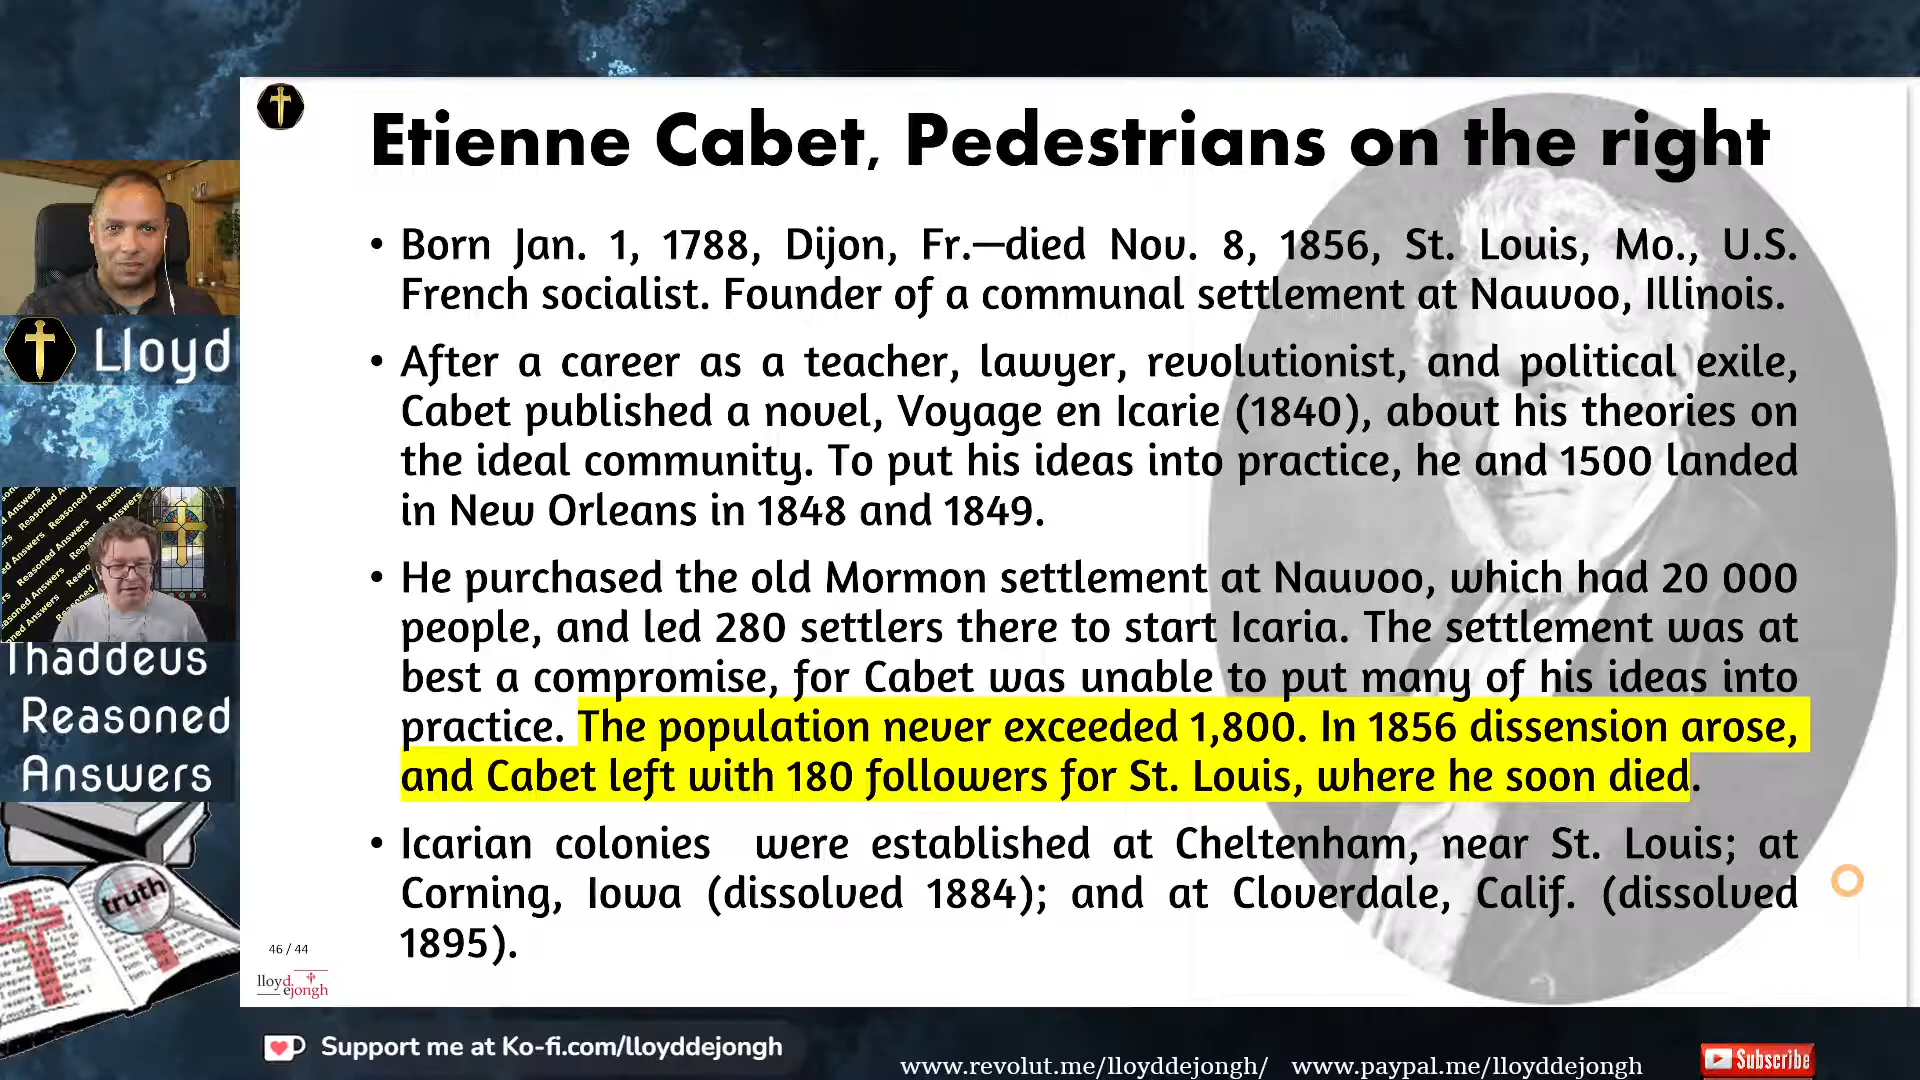 Etienne Cabet, Pedestrians on the right
• Born Jan. 1, 1788, Dijon, Fr.—died Nov. 8, 1856, St. Louis, Mo., U.S.
French socialist. Founder of a communal settlement at Nauvoo, Illinois.
• After a career as a teacher, lawyer, revolutionist, and political exile,
Cabet published a novel, Voyage en Icarie (1840), about his theories on
the ideal community. To put his ideas into practice, he and 1500 landed
in New Orleans in 1848 and 1849.
• He purchased the old Mormon settlement at Nauvoo, which had 20 000
people, and led 280 settlers there to start Icaria. The settlement was at
best a compromise, for Cabet was unable to put many of his ideas into
practice. The population never exceeded 1,800. In 1856 dissension arose,
and Cabet left with 180 followers for St. Louis, where he soon died.
• Icarian colonies were established at Cheltenham, near St. Louis; at
Corning, Iowa (dissolved 1884); and at Cloverdale, Calif. (dissolved
1895).
46 / 44
lloyd
ejongh
Lloyd
Reasoned Answers
Thaddeus
Reasoned
Answers
truth
Support me at Ko-fi.com/lloyddejongh
www.revolut.me/lloyddejongh/ www.paypal.me/lloyddejongh
Subscribe